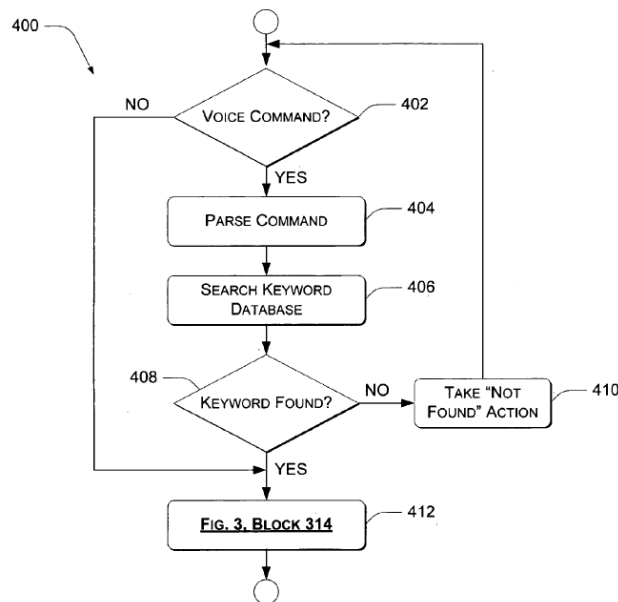 400
NO
VOICE COMMAND?
402
YES
PARSE COMMAND
404
SEARCH KEYWORD
DATABASE
406
408
KEYWORD FOUND?
NO
TAKE “NOT
FOUND” ACTION
410
YES
FIG. 3, BLOCK 314
412